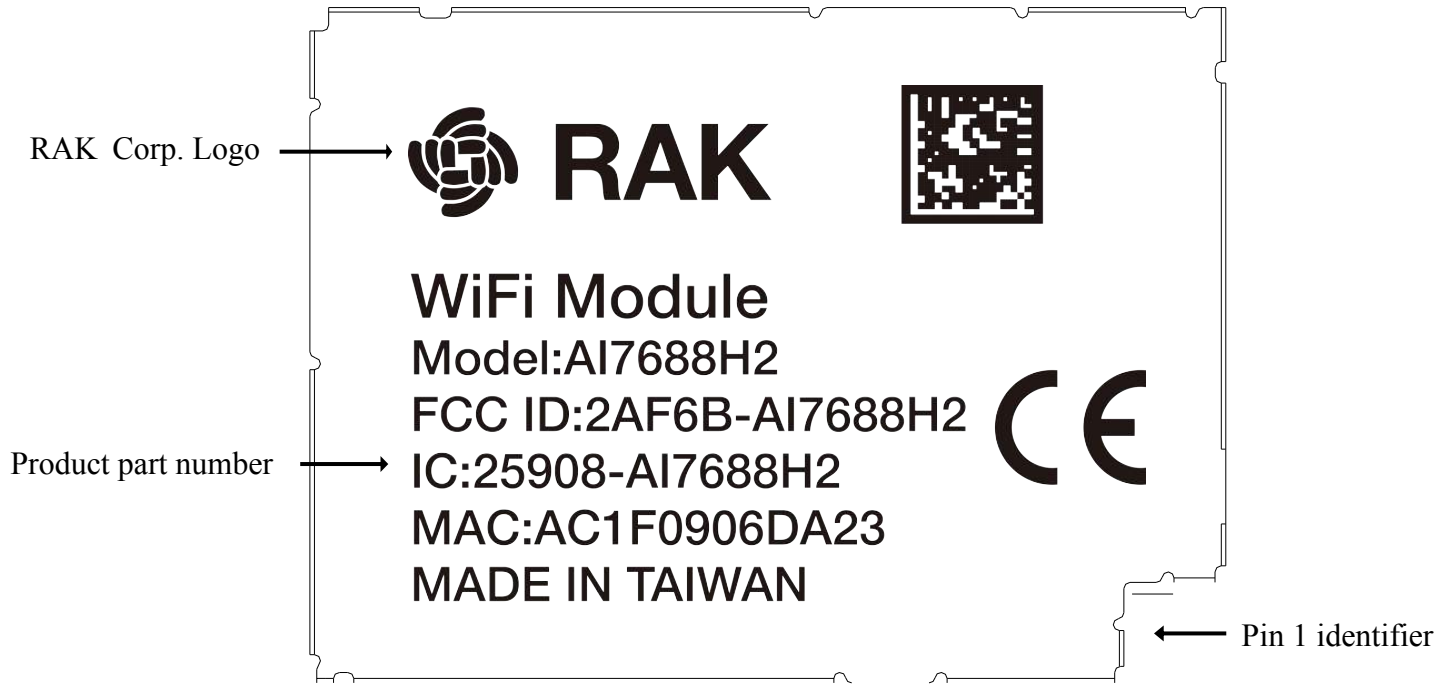 RAK Corp. Logo
RAK
WiFi Module
Model:AI7688H2
FCC ID:2AF6B-AI7688H2
CE
Product part number
IC:25908-AI7688H2
MAC:AC1F0906DA23
MADE IN TAIWAN
Pin 1 identifier